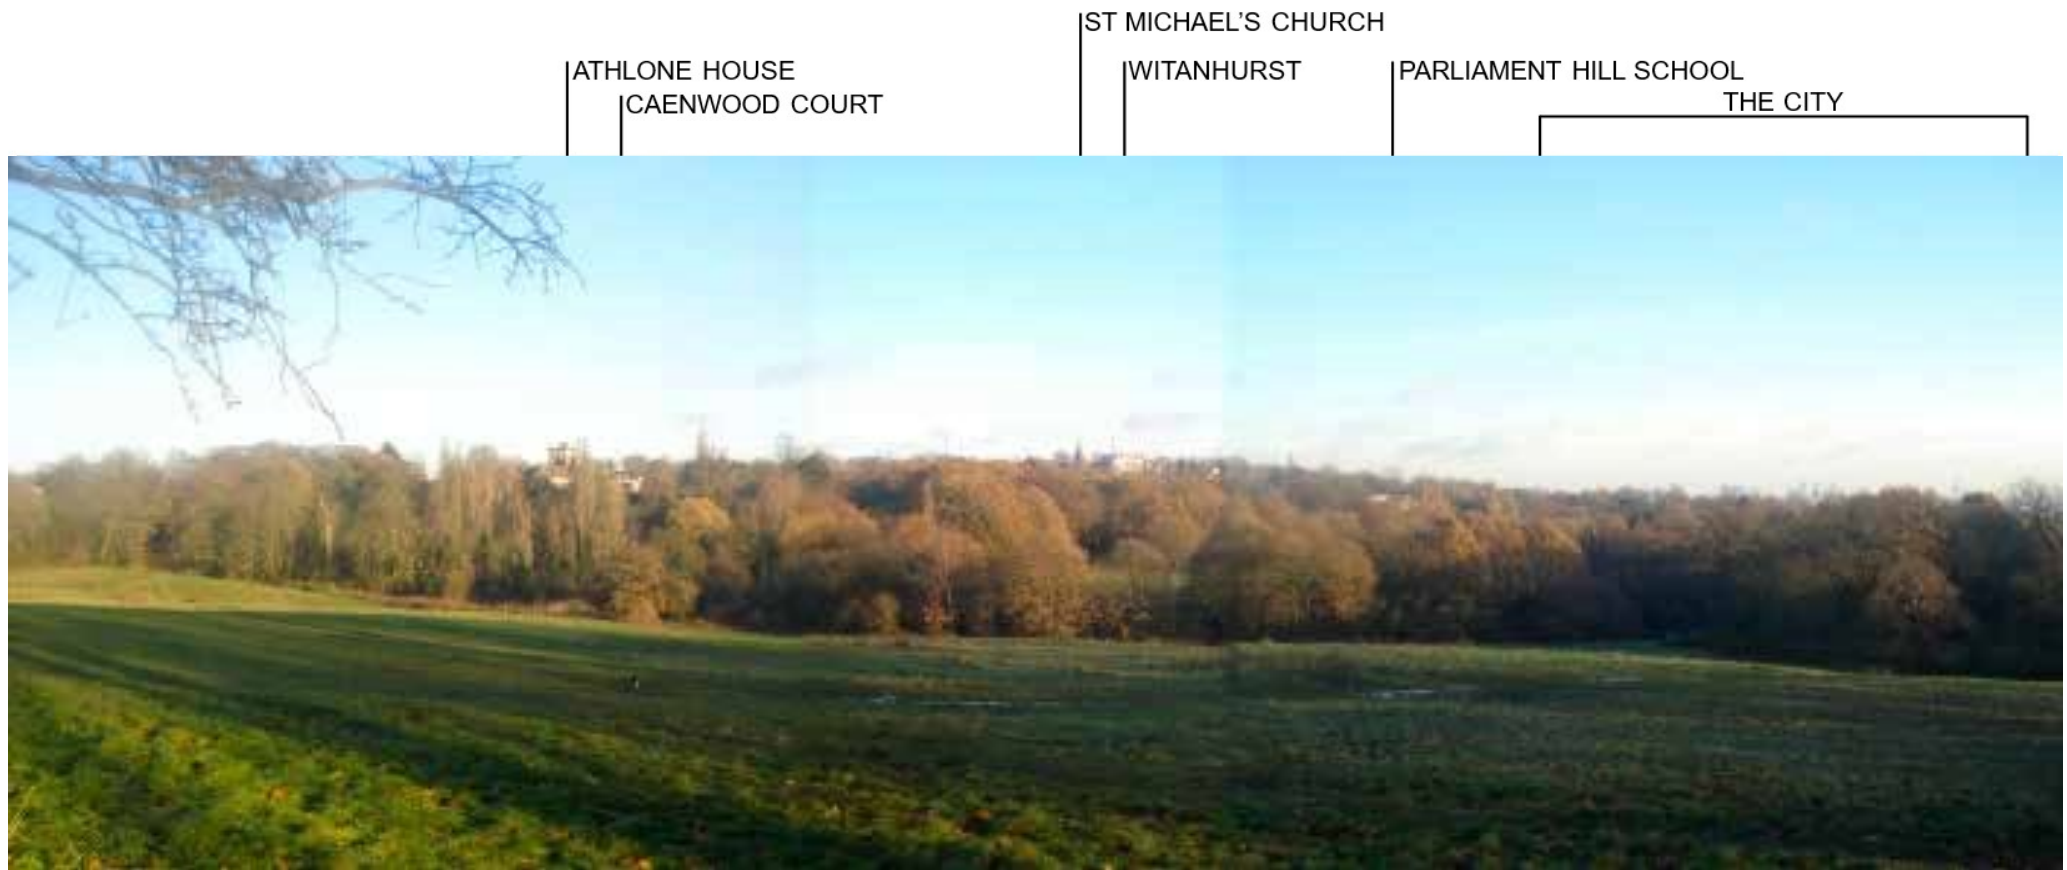 ST MICHAEL'S CHURCH
ATHLONE HOUSE
WITANHURST
PARLIAMENT HILL SCHOOL
CAENWOOD COURT
THE CITY